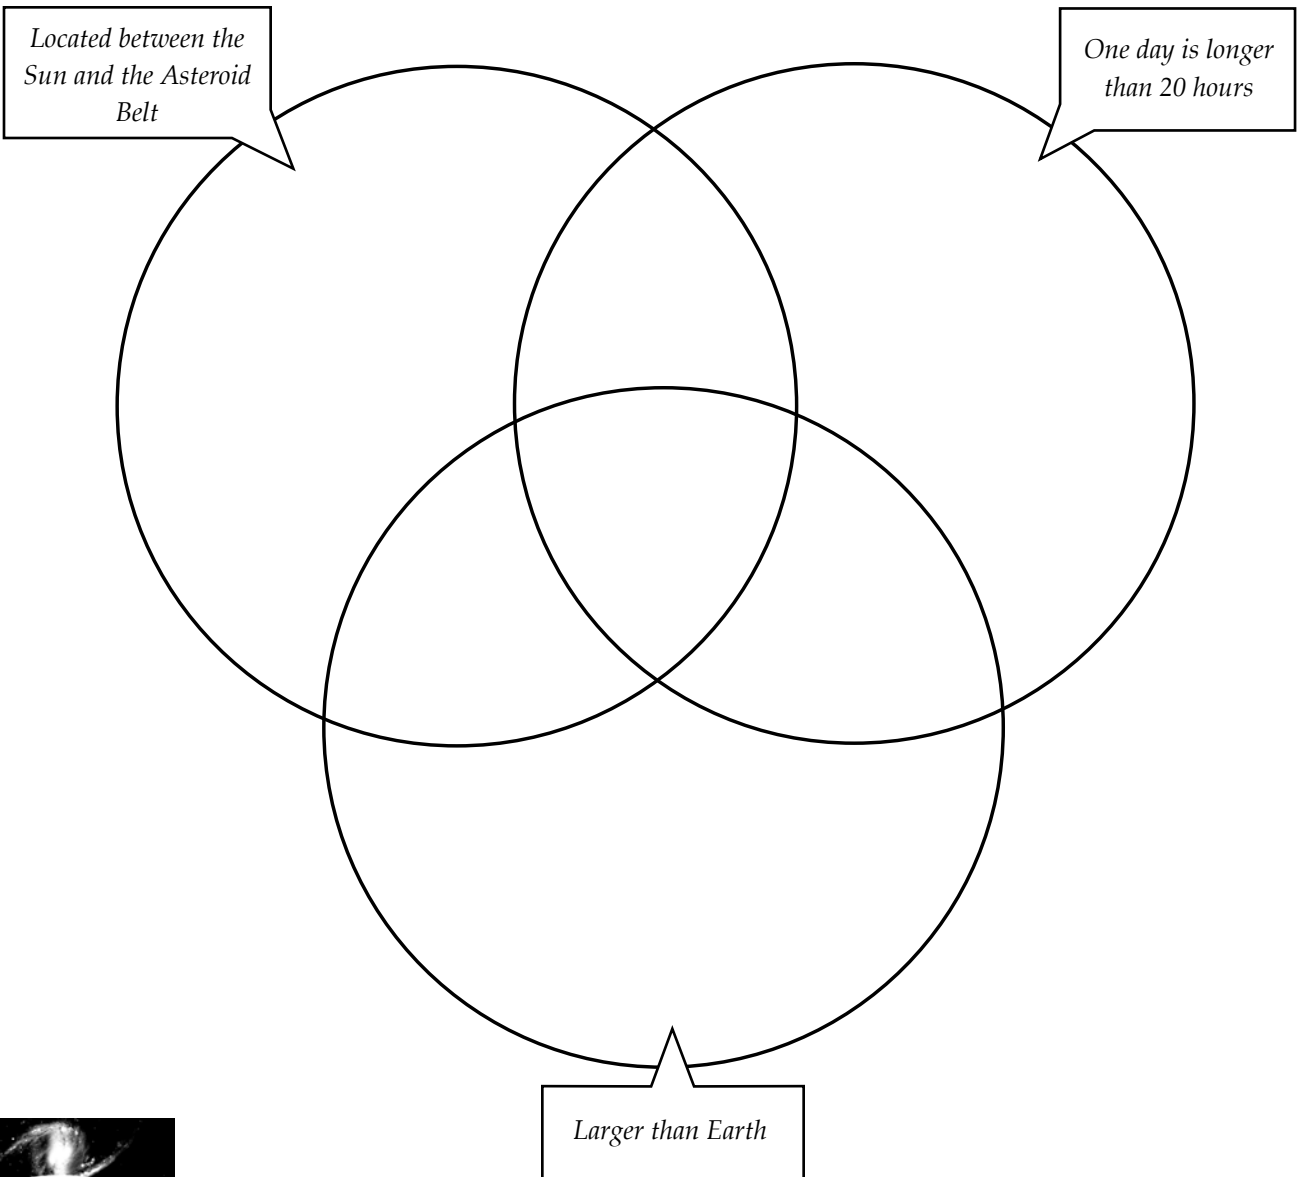 Located between the
Sun and the Asteroid
Belt
One day is longer
than 20 hours
Larger than Earth